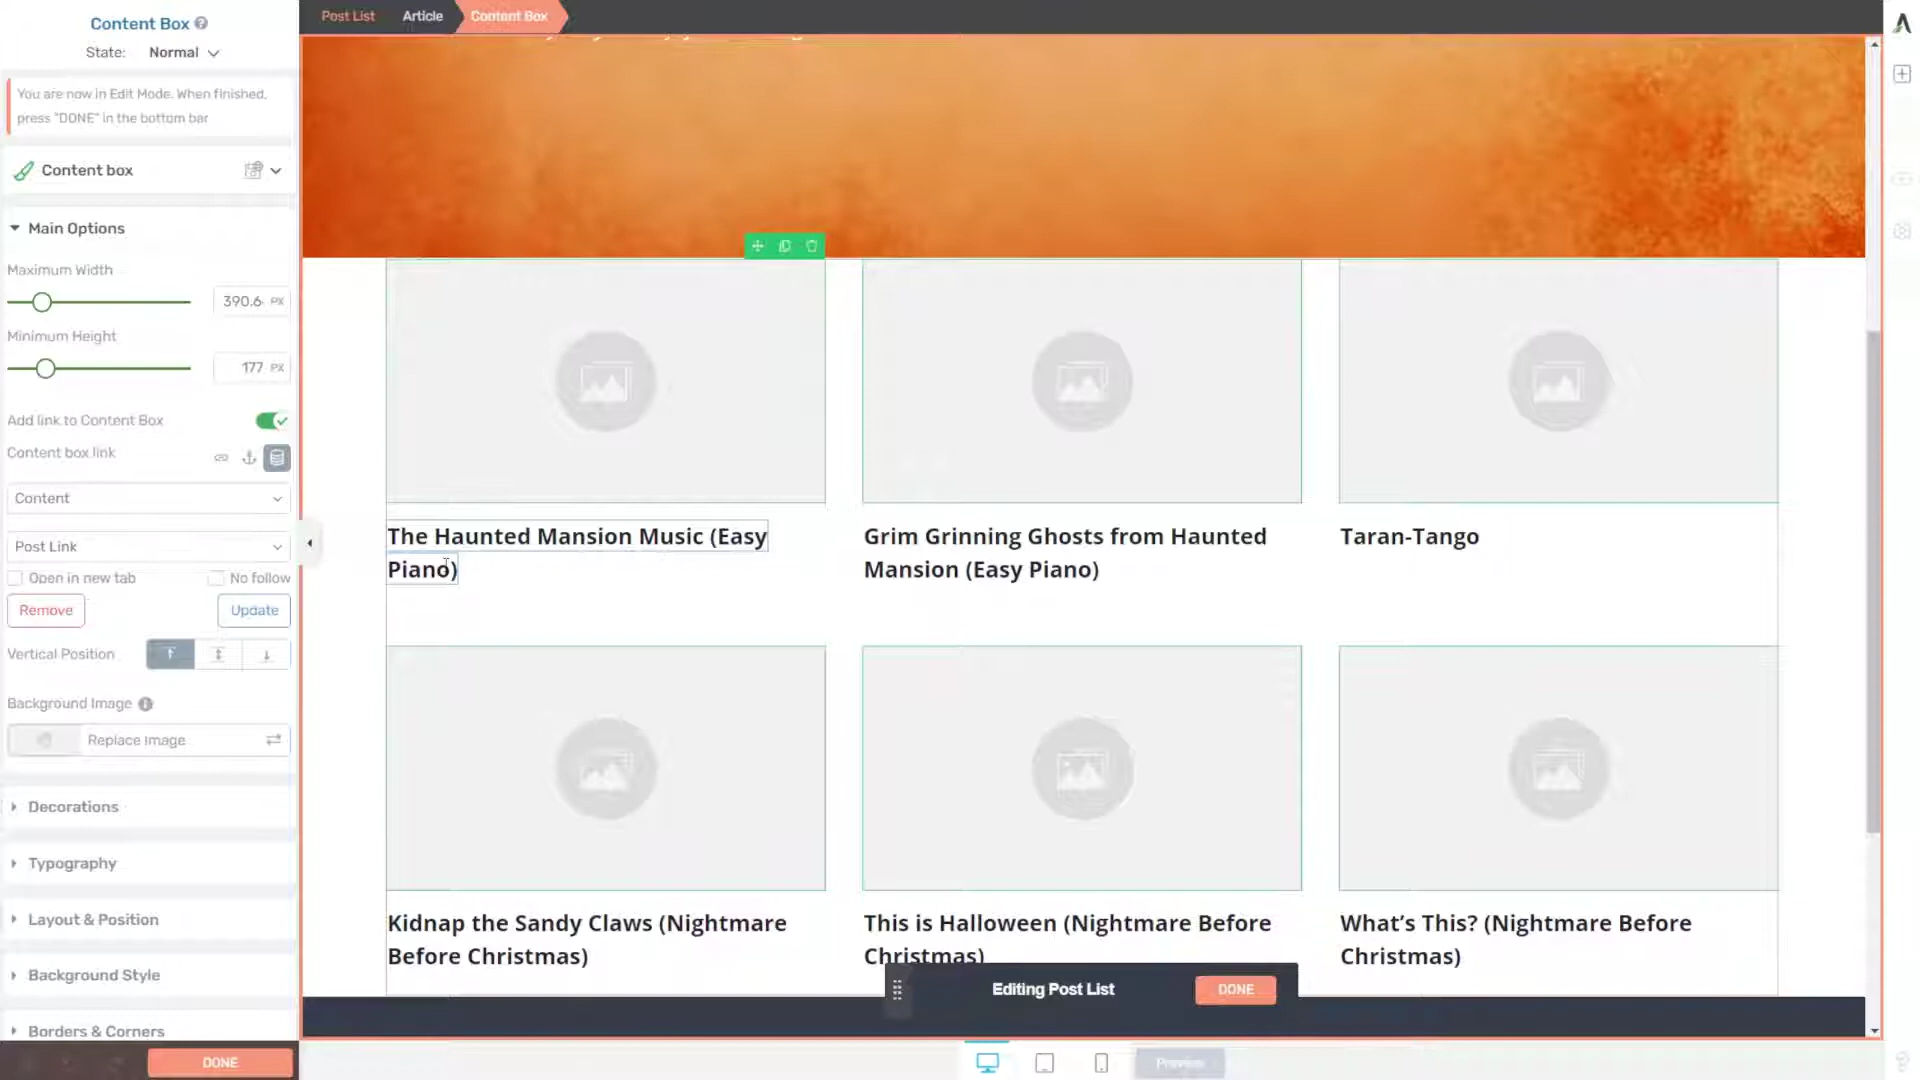 Content Box
State: Normal
You are now in Edit Mode. When finished,
press "DONE" in the bottom bar
Content box
Main Options
Maximum Width
390.6 PX
Minimum Height
177 PX
Add link to Content Box
Content box link
Content
Post Link
Open in new tab No follow
Remove Update
Vertical Position
Background Image
Replace Image
Decorations
Typography
Layout & Position
Background Style
Borders & Corners
DONE
Post List Article Content Box
The Haunted Mansion Music (Easy
Piano)
Grim Grinning Ghosts from Haunted
Mansion (Easy Piano)
Taran-Tango
Kidnap the Sandy Claws (Nightmare
Before Christmas)
This is Halloween (Nightmare Before
Christmas)
What's This? (Nightmare Before
Christmas)
Editing Post List DONE
Preview